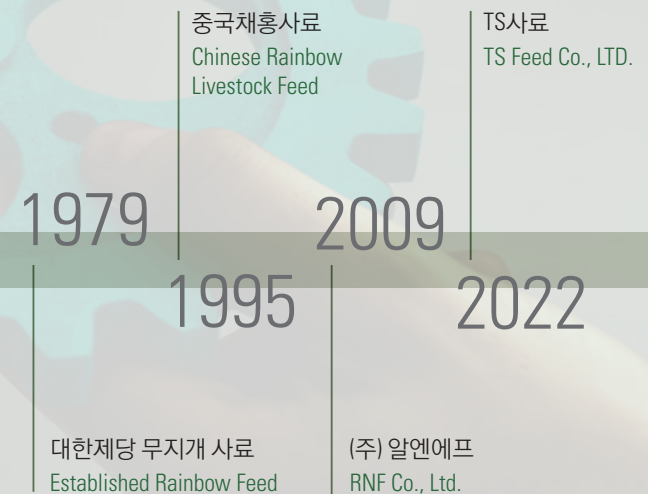 중국채홍사료
Chinese Rainbow
Livestock Feed
TS사료
TS Feed Co., LTD.
1979
2009
1995
2022
대한제당 무지개 사료
Established Rainbow Feed
(주) 알엔에프
RNF Co., Ltd.